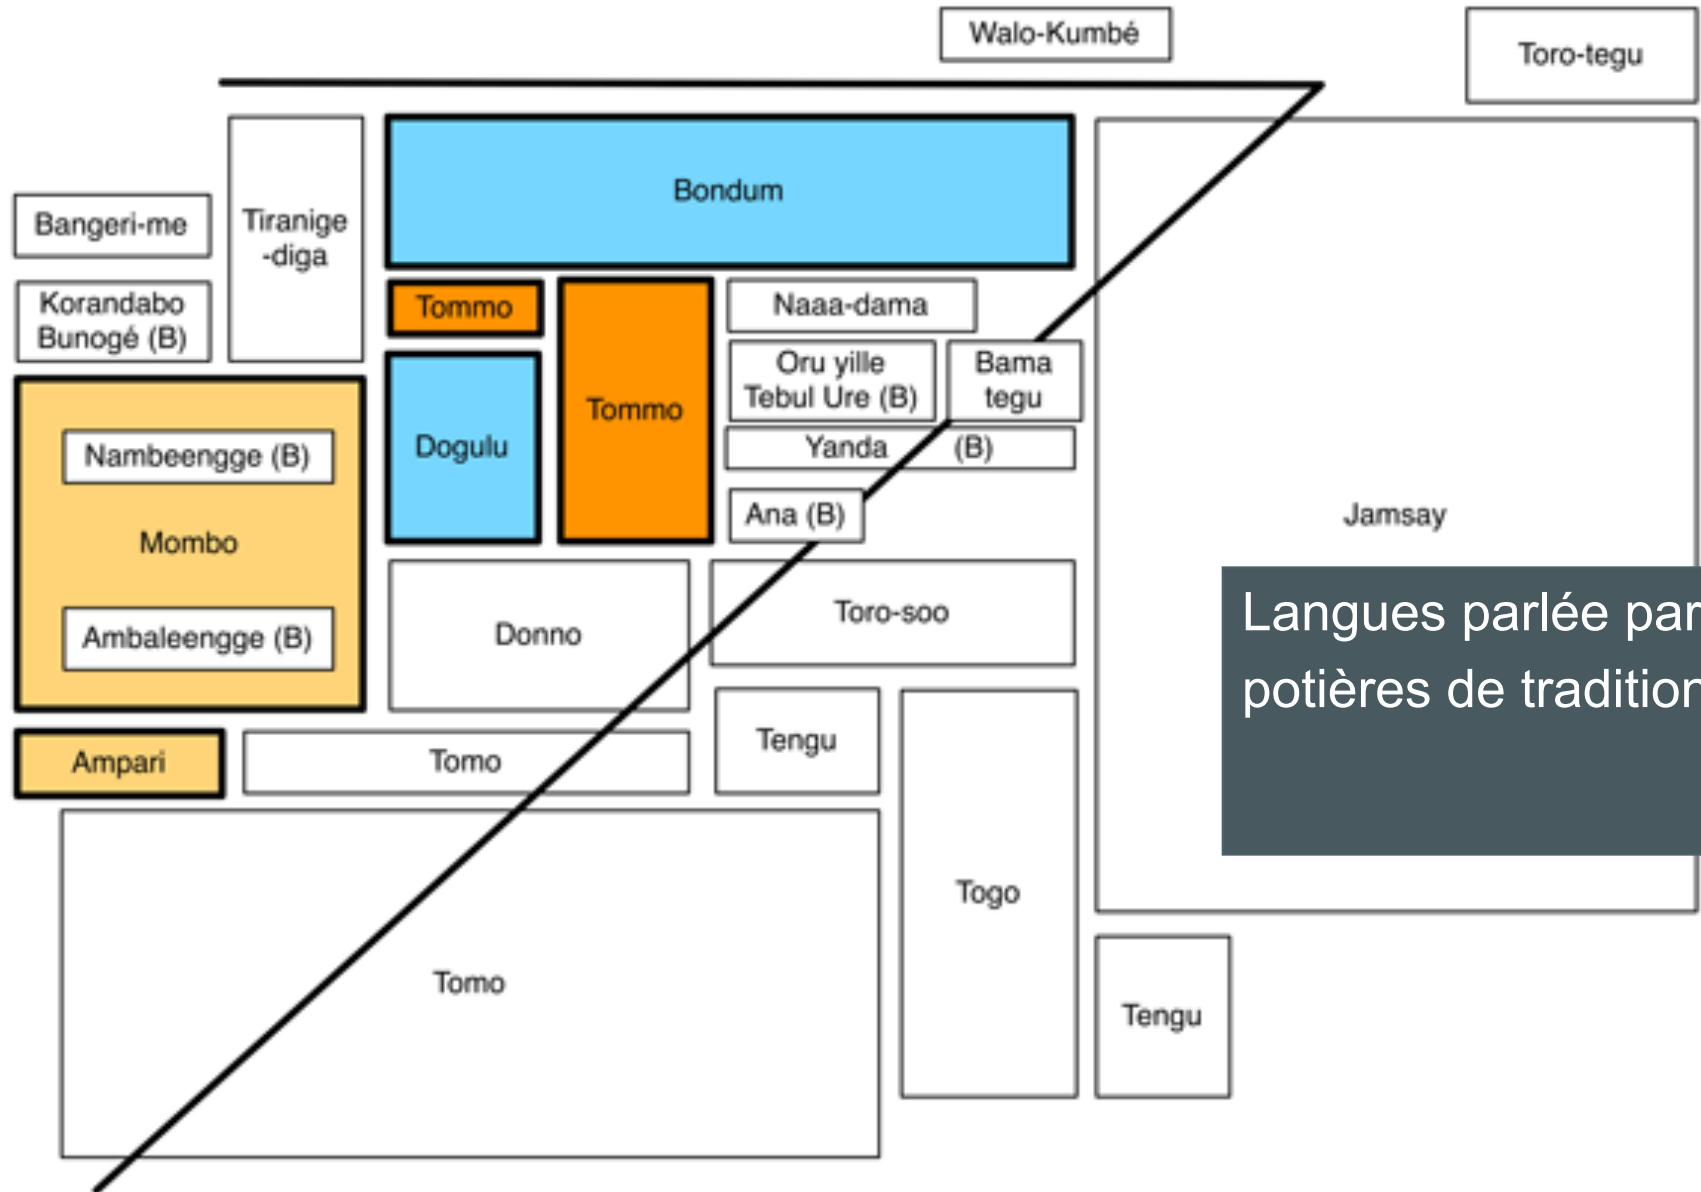 Walo-Kumbé
Toro-tegu
Bondum
Bangeri-me
Tiranige
-diga
Korandabo
Bunogé (B)
Tommo
Tommo
Naaa-dama
Oru yille
Tebul Ure (B)
Bama
tegu
Nambeengge (B)
Dogulu
Yanda (B)
Mombo
Ana (B)
Jamsay
Ambaleengge (B)
Donno
Toro-soo
Langues parlée par
potières de tradition
Ampari
Tomo
Tengu
Togo
Tomo
Tengu